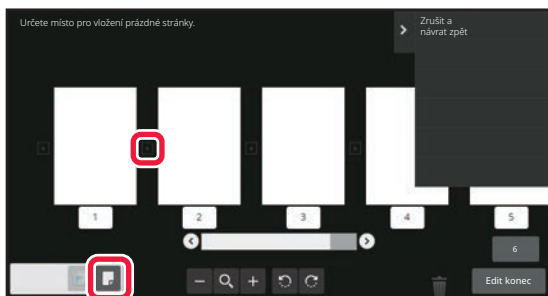 Určete místo pro vložení prázdné stránky.
Zrušit a
návrat zpět
1
2
3
4
5
6
Edit konec